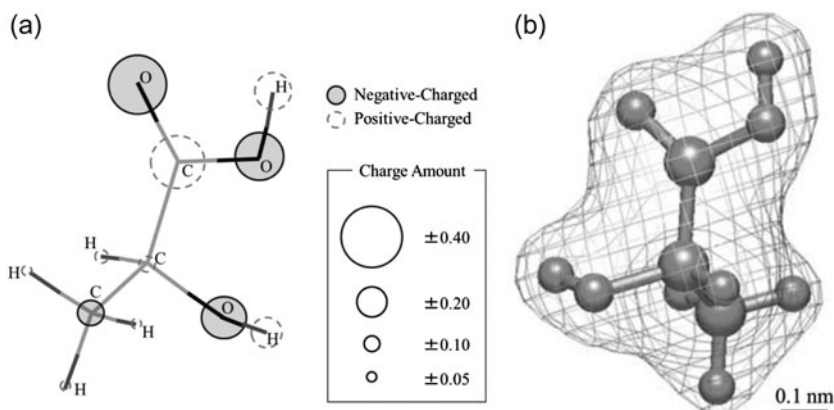 (a)
(b)
O
H
C
O
H
C
H
C
O
H
H
H
Negative-Charged
Positive-Charged
Charge Amount
±0.40
±0.20
±0.10
±0.05
0.1 nm